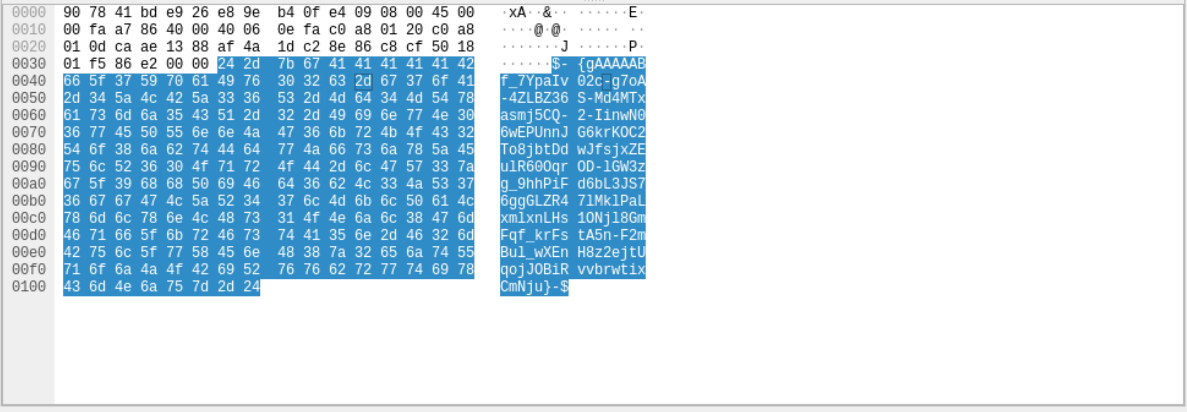 0000 90 78 41 bd e9 26 e8 9e b4 0f e4 09 08 00 45 00 ·xA··&·· ······E·
0010 00 fa a7 86 40 00 40 06 0e fa c0 a8 01 20 c0 a8 ····@·@· ····· ··
0020 01 0d ca ae 13 88 af 4a 1d c2 8e 86 c8 cf 50 18 ·······J ······P·
0030 01 f5 86 e2 00 00 24 2d 7b 67 41 41 41 41 41 42 ······$- {gAAAAAB
0040 66 5f 37 59 70 61 49 76 30 32 63 2d 67 37 6f 41 f_7YpaIv 02c-g7oA
0050 2d 34 5a 4c 42 5a 33 36 53 2d 4d 64 34 4d 54 78 -4ZLBZ36 S-Md4MTx
0060 61 73 6d 6a 35 43 51 2d 32 2d 49 69 6e 77 4e 30 asmj5CQ- 2-IinwN0
0070 36 77 45 50 55 6e 6e 4a 47 36 6b 72 4b 4f 43 32 6wEPUnnJ G6krKOC2
0080 54 6f 38 6a 62 74 44 64 77 4a 66 73 6a 78 5a 45 To8jbtDd wJfsjxZE
0090 75 6c 52 36 30 4f 71 72 4f 44 2d 6c 47 57 33 7a ulR60Oqr OD-lGW3z
00a0 67 5f 39 68 68 50 69 46 64 36 62 4c 33 4a 53 37 g_9hhPiF d6bL3JS7
00b0 36 67 67 47 4c 5a 52 34 37 6c 4d 6b 6c 50 61 4c 6ggGLZR4 7lMklPaL
00c0 78 6d 6c 78 6e 4c 48 73 31 4f 4e 6a 6c 38 47 6d xmlxnLHs 1ONjl8Gm
00d0 46 71 66 5f 6b 72 46 73 74 41 35 6e 2d 46 32 6d Fqf_krFs tA5n-F2m
00e0 42 75 6c 5f 77 58 45 6e 48 38 7a 32 65 6a 74 55 Bul_wXEn H8z2ejtU
00f0 71 6f 6a 4a 4f 42 69 52 76 76 62 72 77 74 69 78 qojJOBiR vvbrwtix
0100 43 6d 4e 6a 75 7d 2d 24 CmNju}-$